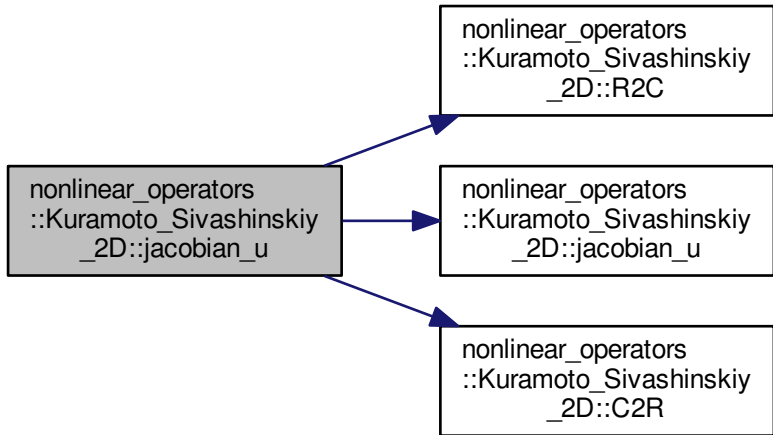 nonlinear_operators
::Kuramoto_Sivashinskiy
_2D::jacobian_u
nonlinear_operators
::Kuramoto_Sivashinskiy
_2D::R2C
nonlinear_operators
::Kuramoto_Sivashinskiy
_2D::jacobian_u
nonlinear_operators
::Kuramoto_Sivashinskiy
_2D::C2R